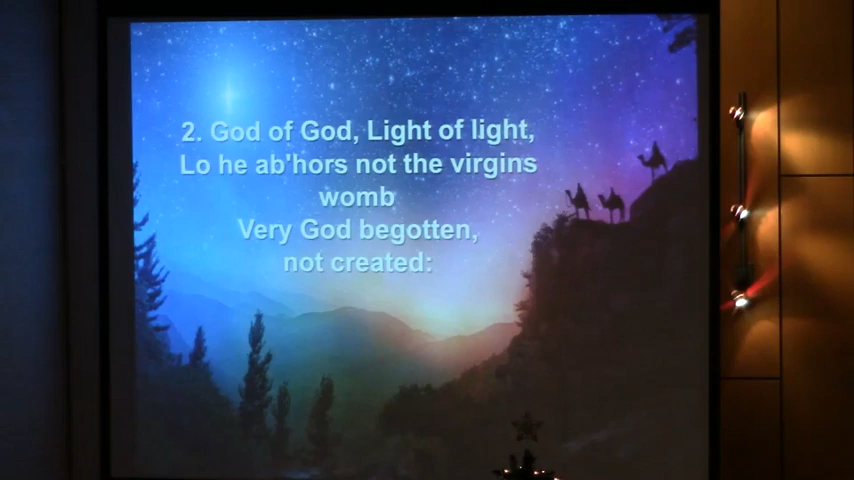 2. God of God, Light of light,
Lo he ab'hors not the virgins
womb
Very God begotten,
not created: